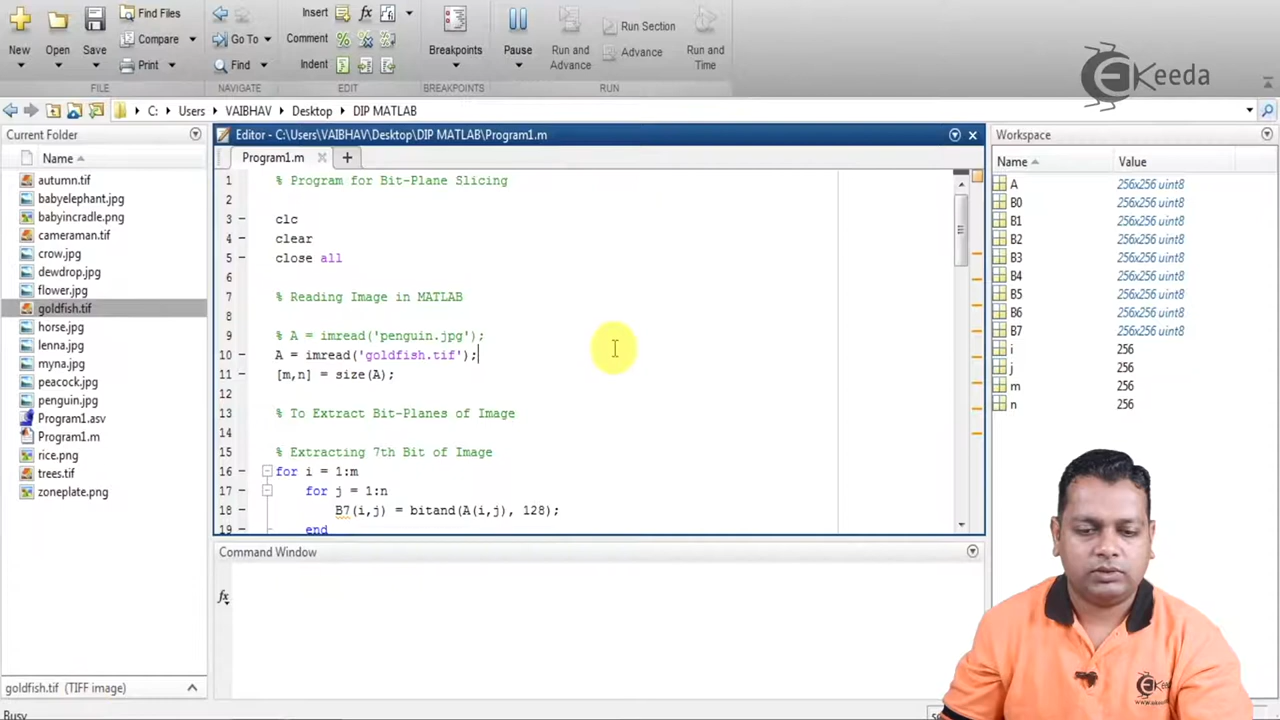 New
Open
Save
Find Files
Compare
Print
FILE
Go To
Find
NAVIGATE
Insert
Comment
Indent
EDIT
Breakpoints
BREAKPOINTS
Pause
Run and
Advance
Run Section
Advance
Run and
Time
RUN
EKeeda
C: Users VAIBHAV Desktop DIP MATLAB
Current Folder
Name
autumn.tif
babyelephant.jpg
babyincradle.png
cameraman.tif
crow.jpg
dewdrop.jpg
flower.jpg
goldfish.tif
horse.jpg
lenna.jpg
myna.jpg
peacock.jpg
penguin.jpg
Program1.asv
Program1.m
rice.png
trees.tif
zoneplate.png
goldfish.tif (TIFF image)
Busy
Editor - C:\Users\VAIBHAV\Desktop\DIP MATLAB\Program1.m
Program1.m
1 % Program for Bit-Plane Slicing
2
3 – clc
4 – clear
5 – close all
6
7 % Reading Image in MATLAB
8
9 % A = imread('penguin.jpg');
10 – A = imread('goldfish.tif');
11 – [m,n] = size(A);
12
13 % To Extract Bit-Planes of Image
14
15 % Extracting 7th Bit of Image
16 – for i = 1:m
17 – for j = 1:n
18 – B7(i,j) = bitand(A(i,j), 128);
19 – end
Command Window
fx
Workspace
Name Value
A 256x256 uint8
B0 256x256 uint8
B1 256x256 uint8
B2 256x256 uint8
B3 256x256 uint8
B4 256x256 uint8
B5 256x256 uint8
B6 256x256 uint8
B7 256x256 uint8
i 256
j 256
m 256
n 256
EKeeda